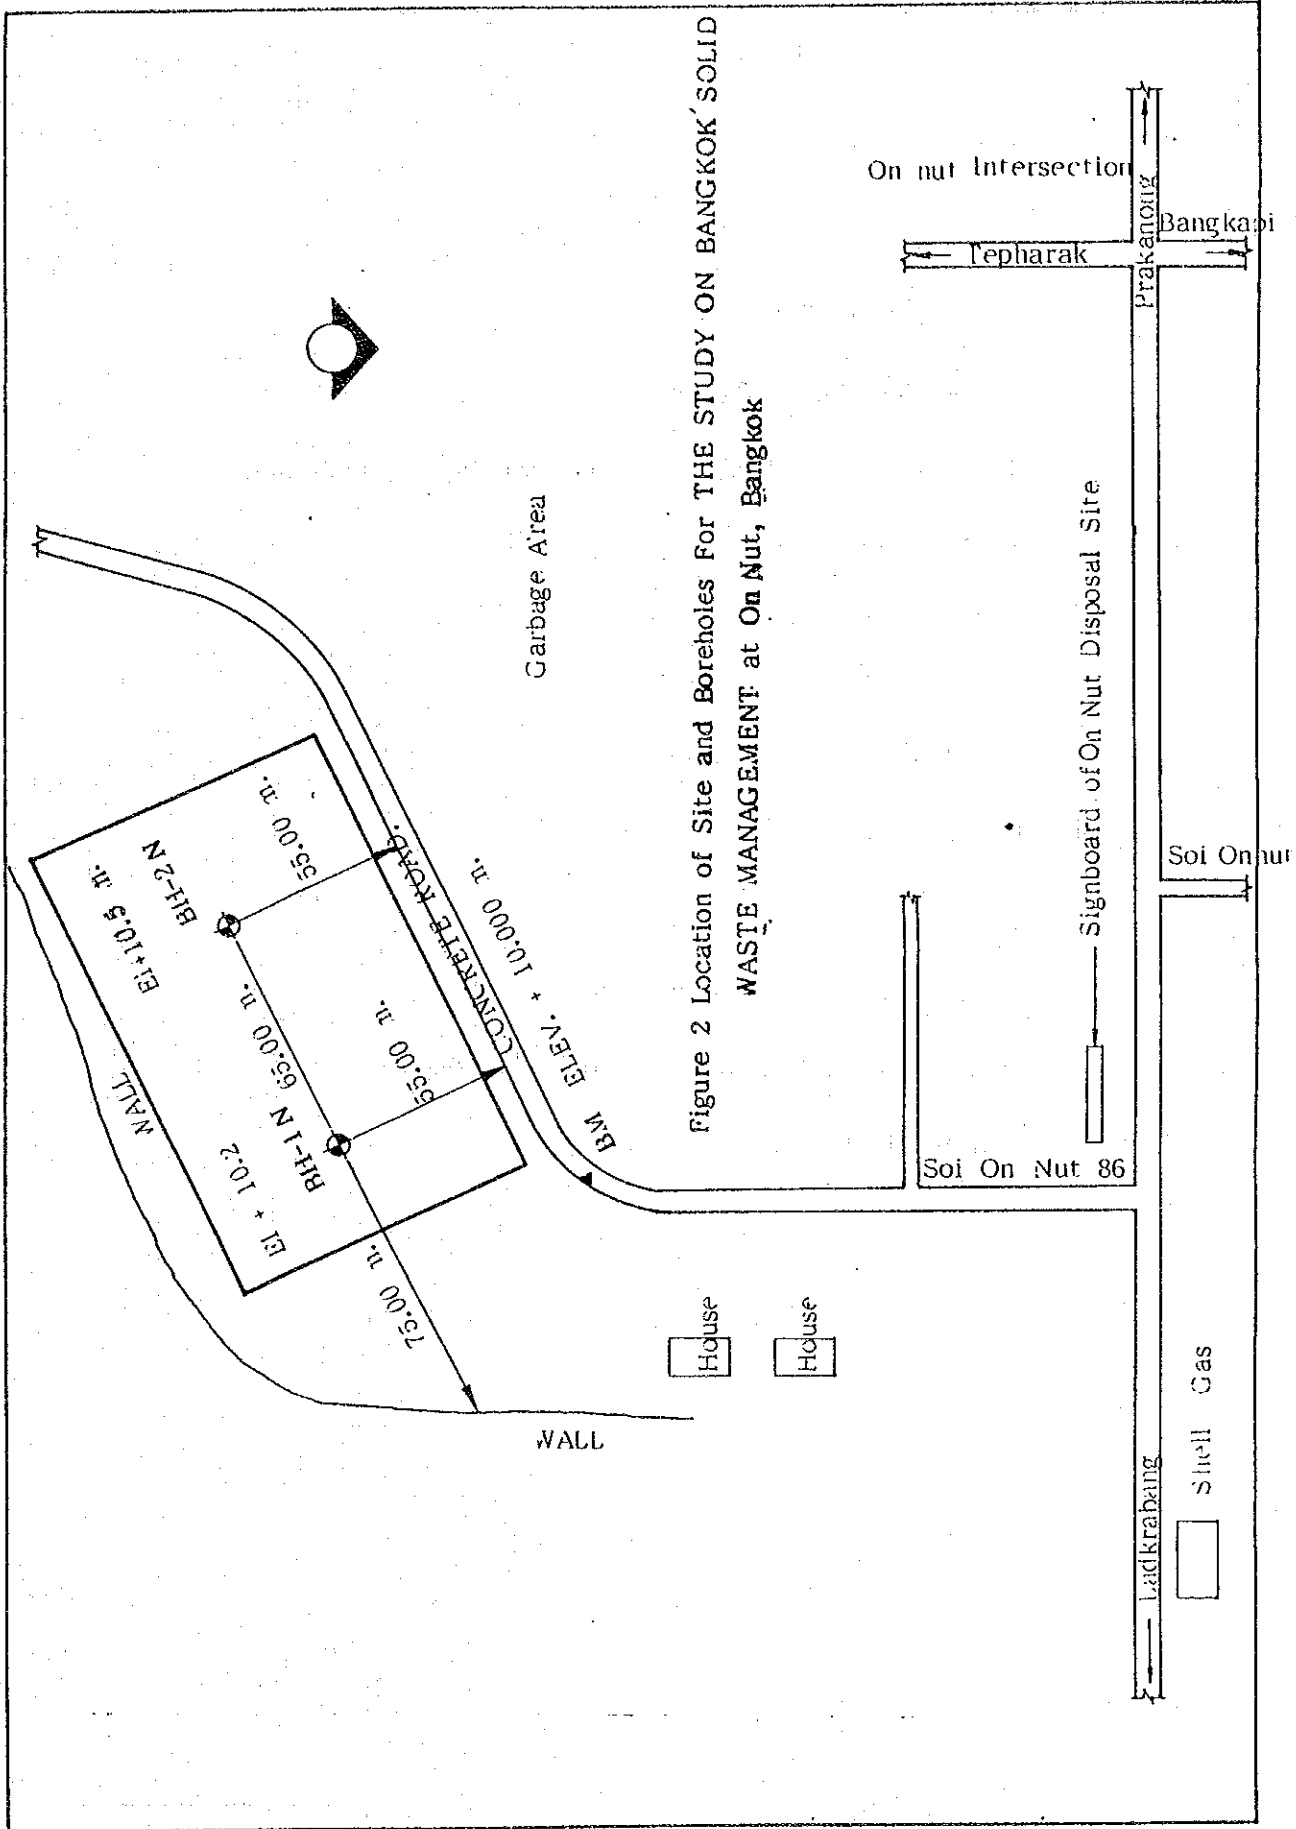 WALL
El+10.5 m.
BH-2 N
55.00 m.
65.00 m.
El + 10.2
BH-1 N
55.00 m.
CONCRETE ROAD.
75.00 m.
BM ELEV. + 10.000 m.
WALL
Garbage Area
House
House
Figure 2 Location of Site and Boreholes For THE STUDY ON BANGKOK SOLID
WASTE MANAGEMENT at On Nut, Bangkok
On nut Intersection
Tepharak
Prakanong
Bangkapi
Signboard of On Nut Disposal Site
Soi On Nut 86
Soi Onnut
Ladkrabang
Shell Gas